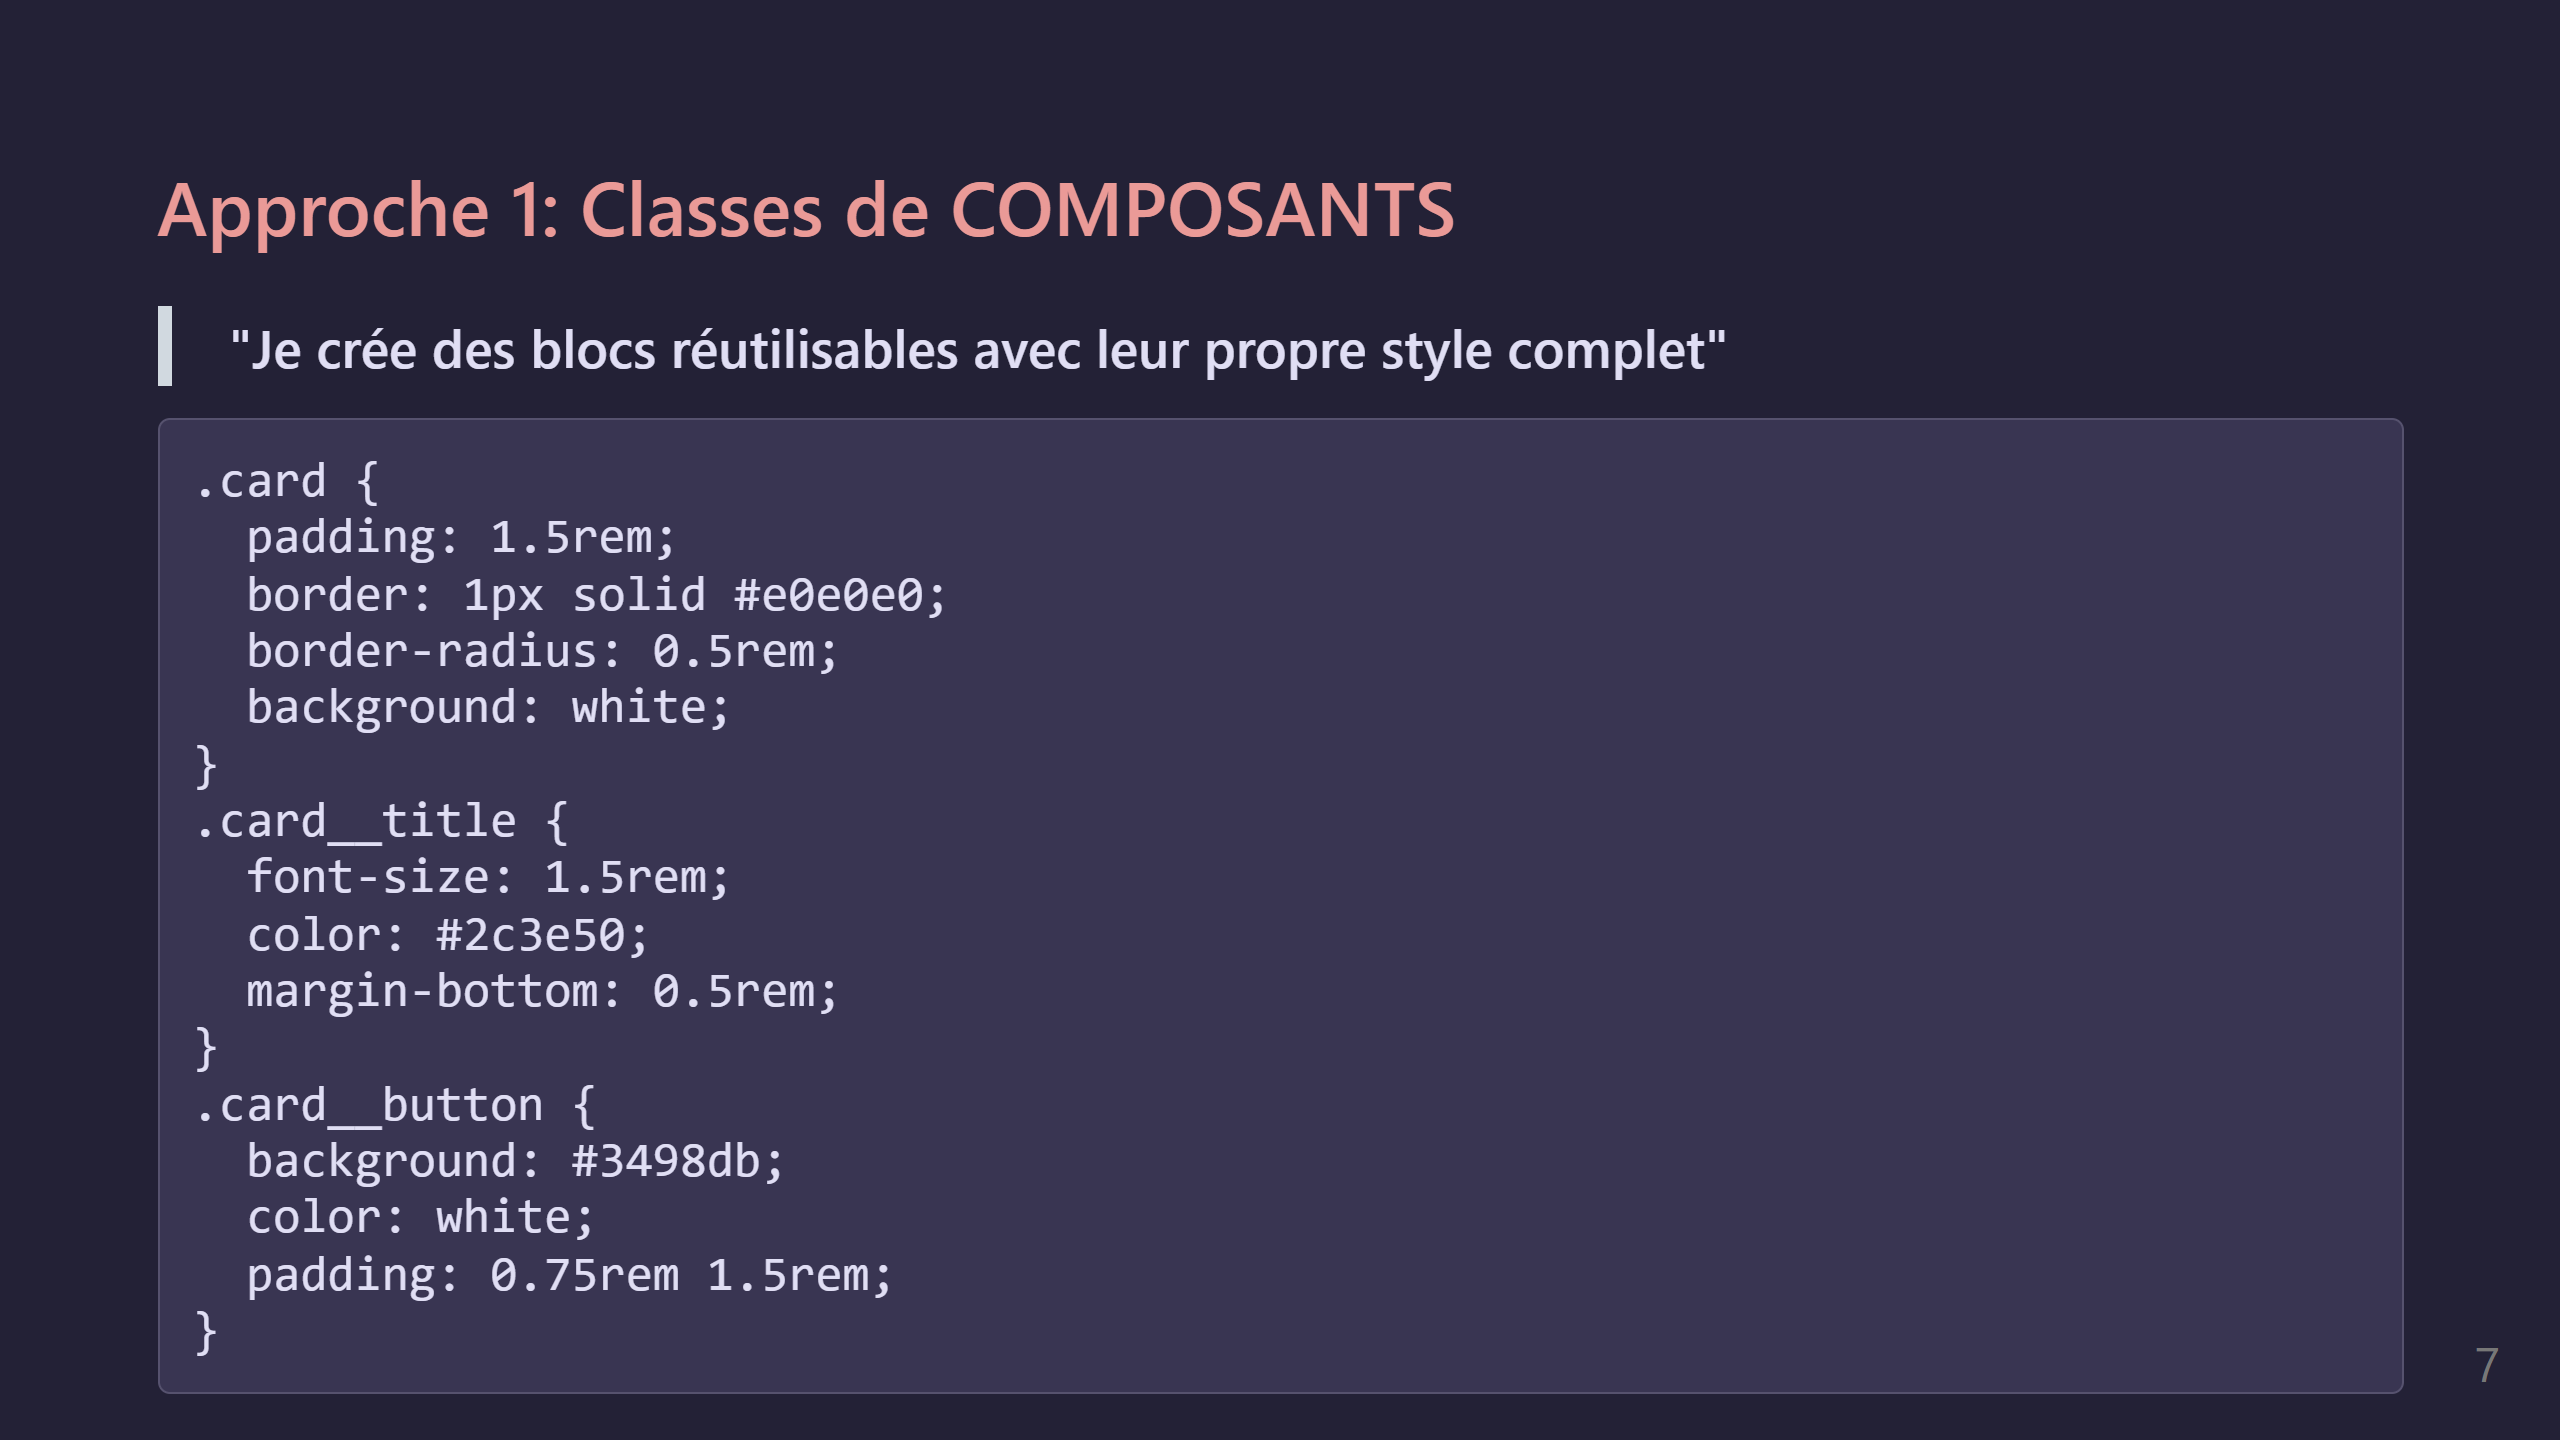 Approche 1: Classes de COMPOSANTS
"Je crée des blocs réutilisables avec leur propre style complet"
.card {
  padding: 1.5rem;
  border: 1px solid #e0e0e0;
  border-radius: 0.5rem;
  background: white;
}
.card__title {
  font-size: 1.5rem;
  color: #2c3e50;
  margin-bottom: 0.5rem;
}
.card__button {
  background: #3498db;
  color: white;
  padding: 0.75rem 1.5rem;
}
7